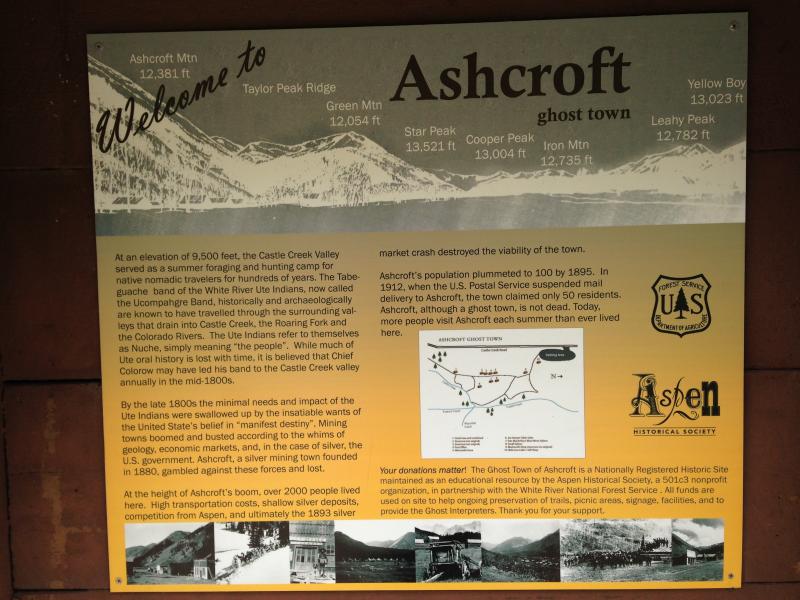 Welcome to
Ashcroft
ghost town
Ashcroft Mtn
12,381 ft
Taylor Peak Ridge
Green Mtn
12,054 ft
Star Peak
13,521 ft
Cooper Peak
13,004 ft
Iron Mtn
12,735 ft
Leahy Peak
12,782 ft
Yellow Boy
13,023 ft
At an elevation of 9,500 feet, the Castle Creek Valley
served as a summer foraging and hunting camp for
native nomadic travelers for hundreds of years. The Tabe-
guache band of the White River Ute Indians, now called
the Ucompahgre Band, historically and archaeologically
are known to have travelled through the surrounding val-
leys that drain into Castle Creek, the Roaring Fork and
the Colorado Rivers. The Ute Indians refer to themselves
as Nuche, simply meaning "the people". While much of
Ute oral history is lost with time, it is believed that Chief
Colorow may have led his band to the Castle Creek valley
annually in the mid-1800s.
By the late 1800s the minimal needs and impact of the
Ute Indians were swallowed up by the insatiable wants of
the United State's belief in "manifest destiny". Mining
towns boomed and busted according to the whims of
geology, economic markets, and, in the case of silver, the
U.S. government. Ashcroft, a silver mining town founded
in 1880, gambled against these forces and lost.
At the height of Ashcroft's boom, over 2000 people lived
here. High transportation costs, shallow silver deposits,
competition from Aspen, and ultimately the 1893 silver
market crash destroyed the viability of the town.
Ashcroft's population plummeted to 100 by 1895. In
1912, when the U.S. Postal Service suspended mail
delivery to Ashcroft, the town claimed only 50 residents.
Ashcroft, although a ghost town, is not dead. Today,
more people visit Ashcroft each summer than ever lived
here.
ASHCROFT GHOST TOWN
Castle Creek Road
Parking Area
N
FOREST SERVICE
U S
DEPARTMENT OF AGRICULTURE
Aspen
HISTORICAL SOCIETY
Your donations matter! The Ghost Town of Ashcroft is a Nationally Registered Historic Site
maintained as an educational resource by the Aspen Historical Society, a 501c3 nonprofit
organization, in partnership with the White River National Forest Service . All funds are
used on site to help ongoing preservation of trails, picnic areas, signage, facilities, and to
provide the Ghost Interpreters. Thank you for your support.